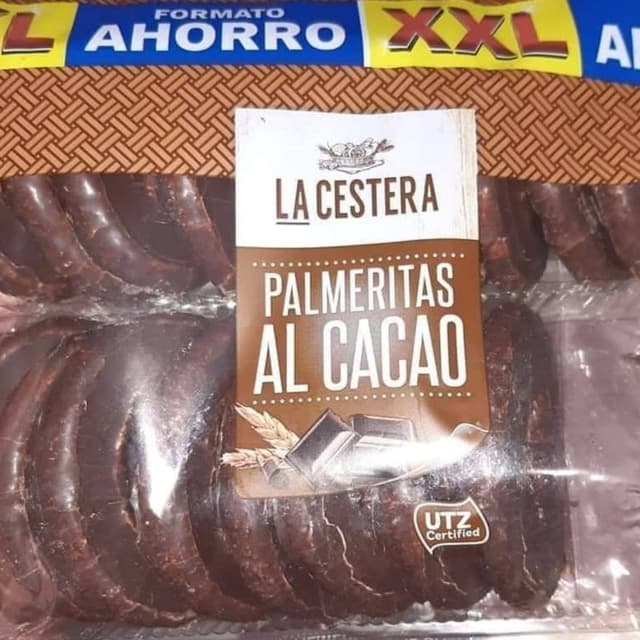 L
FORMATO
AHORRO
XXL
A
LA CESTERA
PALMERITAS
AL CACAO
UTZ
Certified